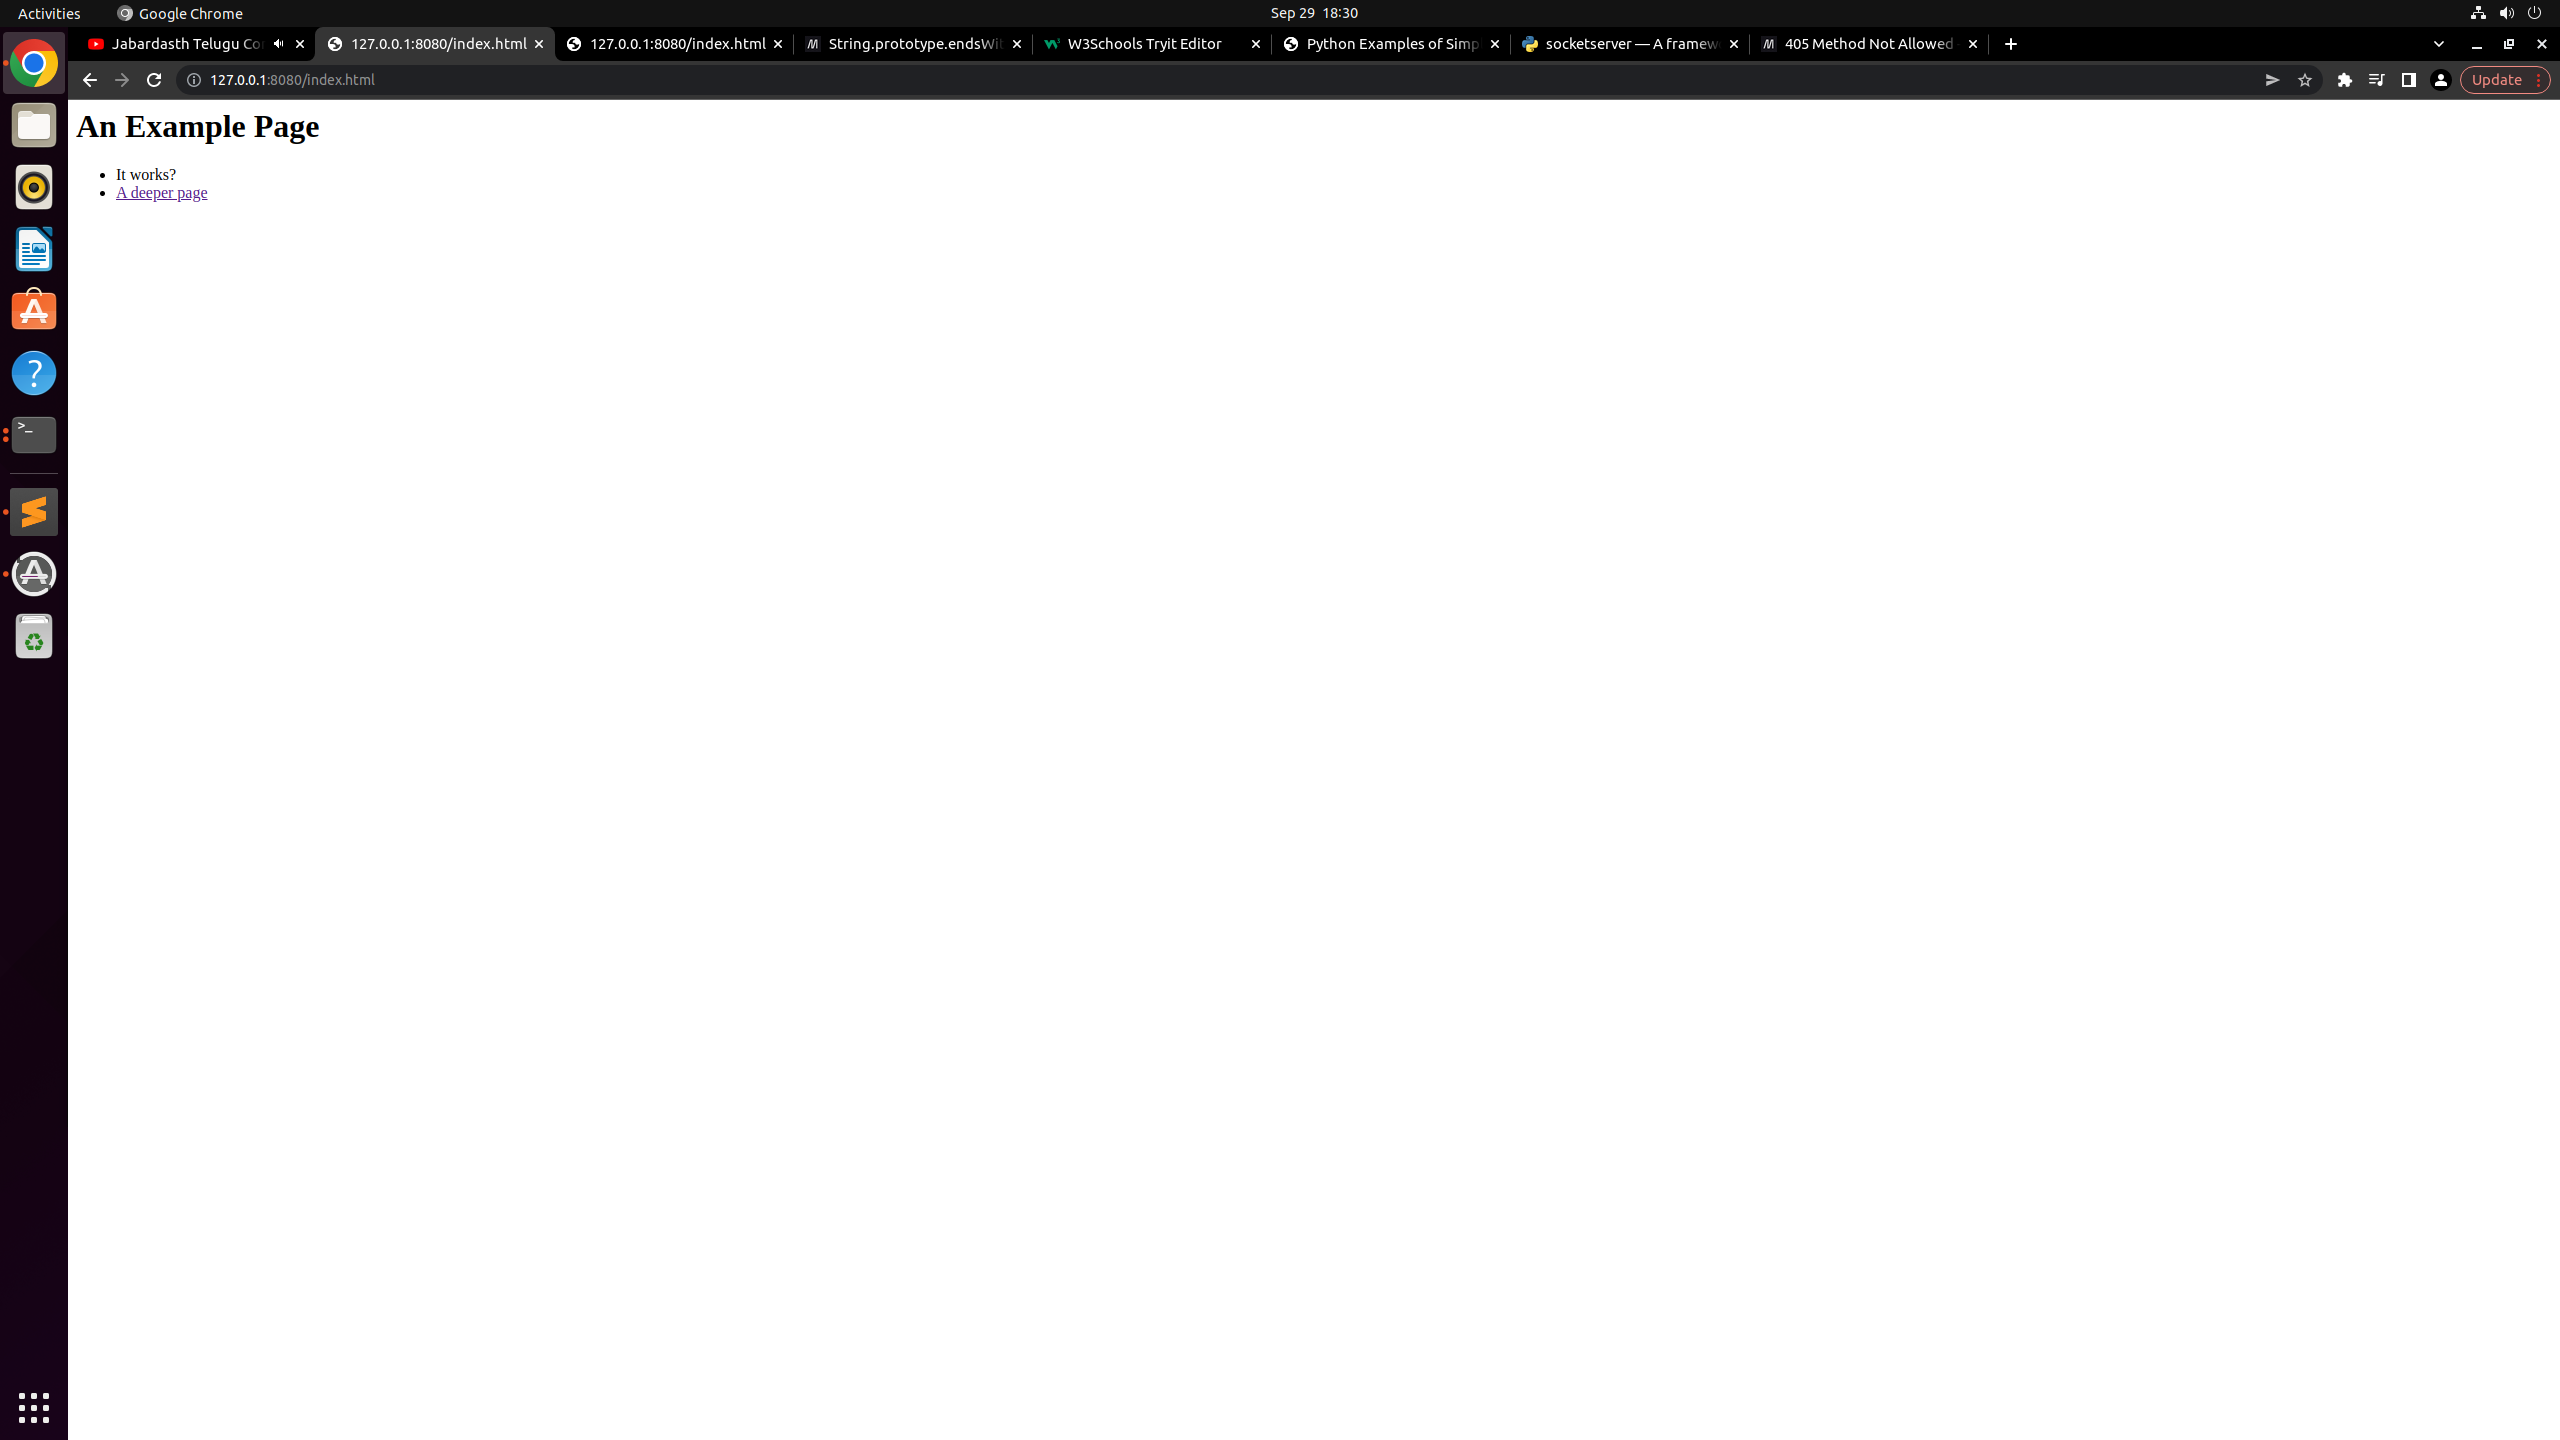 Activities
Google Chrome
Sep 29 18:30
Jabardasth Telugu Co
127.0.0.1:8080/index.html
127.0.0.1:8080/index.html
String.prototype.endsWit
W3Schools Tryit Editor
Python Examples of Simp
socketserver — A framew
405 Method Not Allowed
127.0.0.1:8080/index.html
Update
An Example Page
It works?
A deeper page